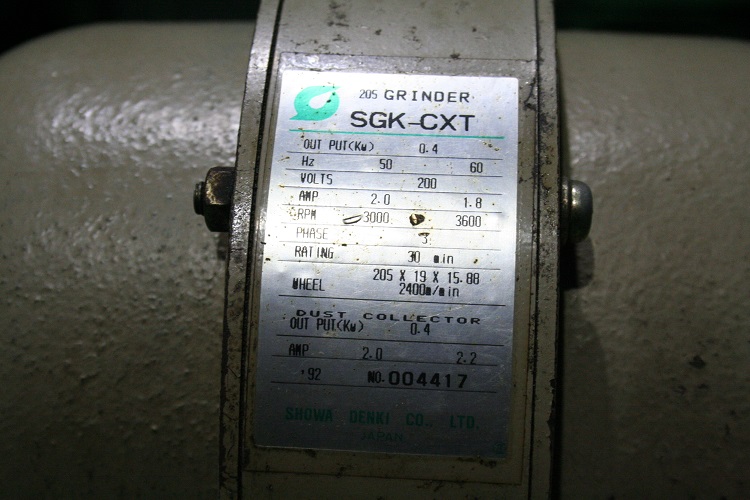 205 GRINDER
SGK-CXT
OUT PUT(Kw) 0.4
Hz 50 60
VOLTS 200
AMP 2.0 1.8
RPM 3000 3600
PHASE 3
RATING 30 min
WHEEL 205 X 19 X 15.88
2400m/min
DUST COLLECTOR
OUT PUT(Kw) 0.4
AMP 2.0 2.2
'92 NO. 004417
SHOWA DENKI CO., LTD.
JAPAN